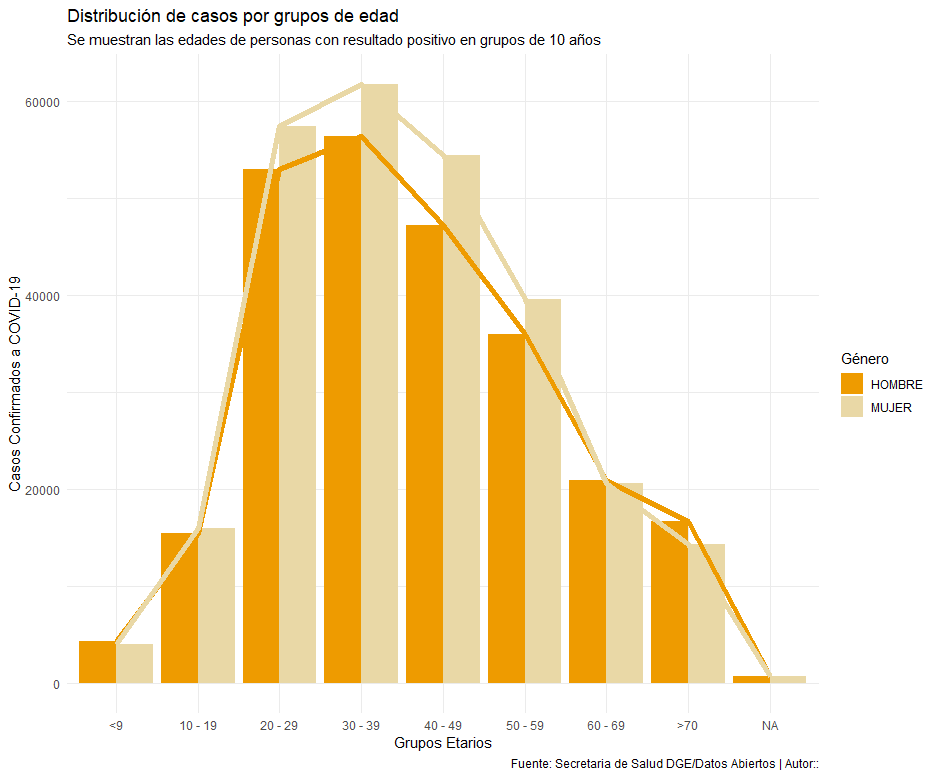 Distribución de casos por grupos de edad
Se muestran las edades de personas con resultado positivo en grupos de 10 años
Casos Confirmados a COVID-19
60000
40000
20000
0
<9
10 - 19
20 - 29
30 - 39
40 - 49
50 - 59
60 - 69
>70
NA
Grupos Etarios
Género
HOMBRE
MUJER
Fuente: Secretaria de Salud DGE/Datos Abiertos | Autor::